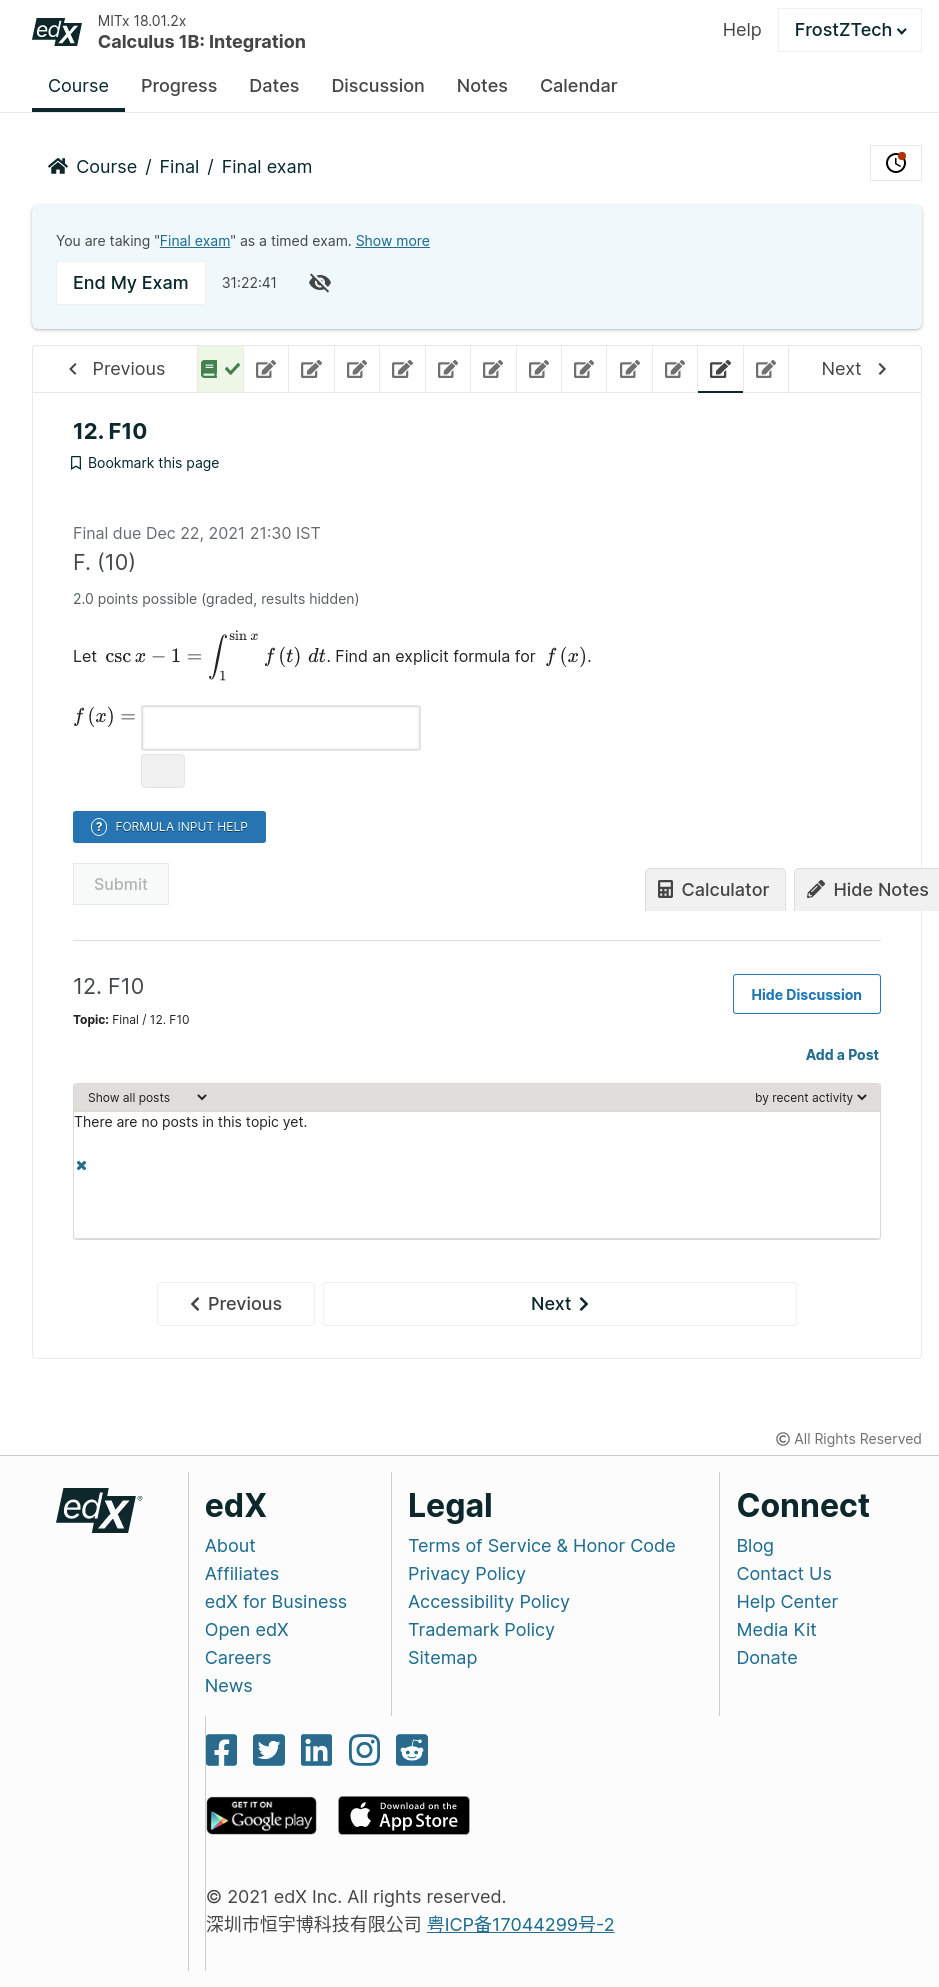 edX
MITx 18.01.2x
Calculus 1B: Integration
Help
FrostZTech
Course
Progress
Dates
Discussion
Notes
Calendar
Course / Final / Final exam
You are taking "Final exam" as a timed exam. Show more
End My Exam
31:22:41
Previous
Next
12. F10
Bookmark this page
Final due Dec 22, 2021 21:30 IST
F. (10)
2.0 points possible (graded, results hidden)
Let csc x − 1 = ∫₁^{sin x} f (t) dt. Find an explicit formula for f (x).
f (x) =
? FORMULA INPUT HELP
Submit
Calculator
Hide Notes
12. F10
Hide Discussion
Topic: Final / 12. F10
Add a Post
Show all posts
by recent activity
There are no posts in this topic yet.
Previous
Next
© All Rights Reserved
edX
edX
About
Affiliates
edX for Business
Open edX
Careers
News
Legal
Terms of Service & Honor Code
Privacy Policy
Accessibility Policy
Trademark Policy
Sitemap
Connect
Blog
Contact Us
Help Center
Media Kit
Donate
GET IT ON
Google play
Download on the
App Store
© 2021 edX Inc. All rights reserved.
深圳市恒宇博科技有限公司 粤ICP备17044299号-2